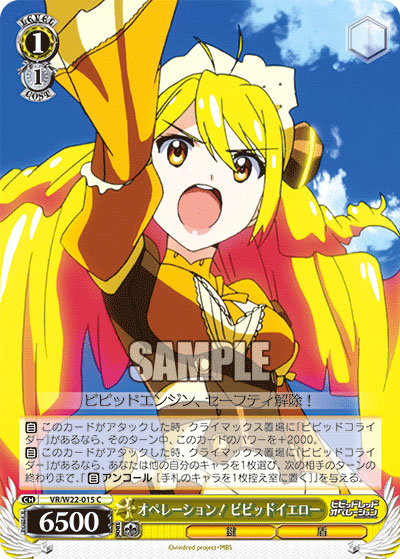 LEVEL
1
1
COST
SAMPLE
ビビッドエンジン、セーフティ解除！
自 このカードがアタックした時、クライマックス置場に「ビビッドコライ
ダー」があるなら、そのターン中、このカードのパワーを+2000。
自 このカードがアタックした時、クライマックス置場に「ビビッドコライ
ダー」があるなら、あなたは他の自分のキャラを1枚選び、次の相手のターンの
終わりまで、『自 アンコール ［手札のキャラを1枚控え室に置く］』を与える。
CH VR/W22-015 C
オペレーション！ビビッドイエロー
ビビッドレッド
オペレーション
6500
鍵 盾
©vividred project・MBS